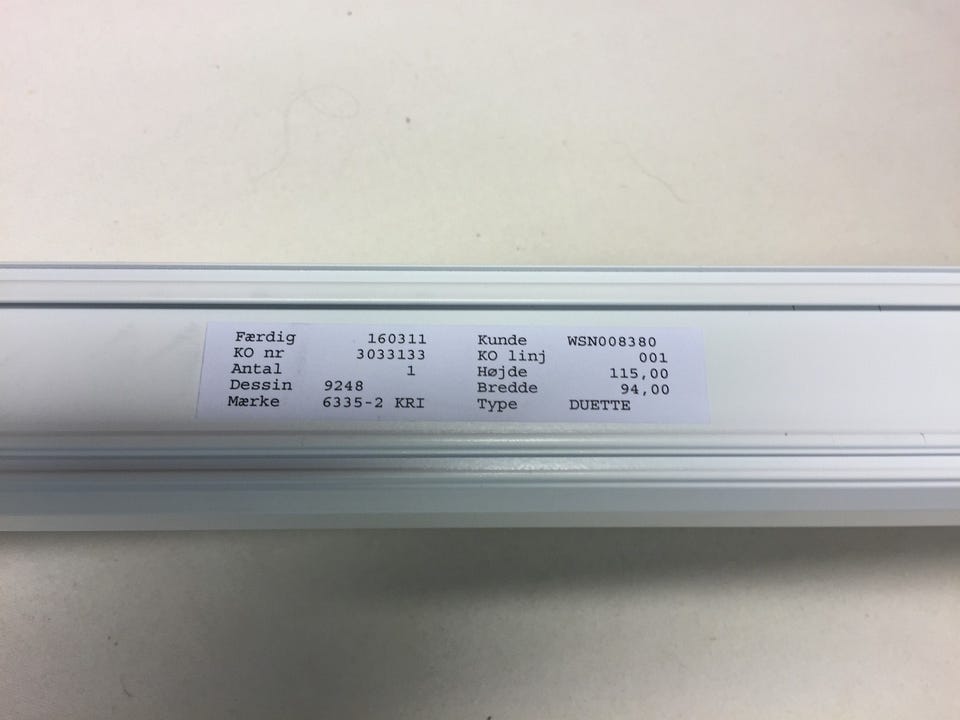 Færdig 160311 Kunde WSN008380
KO nr 3033133 KO linj 001
Antal 1 Højde 115,00
Dessin 9248 Bredde 94,00
Mærke 6335-2 KRI Type DUETTE